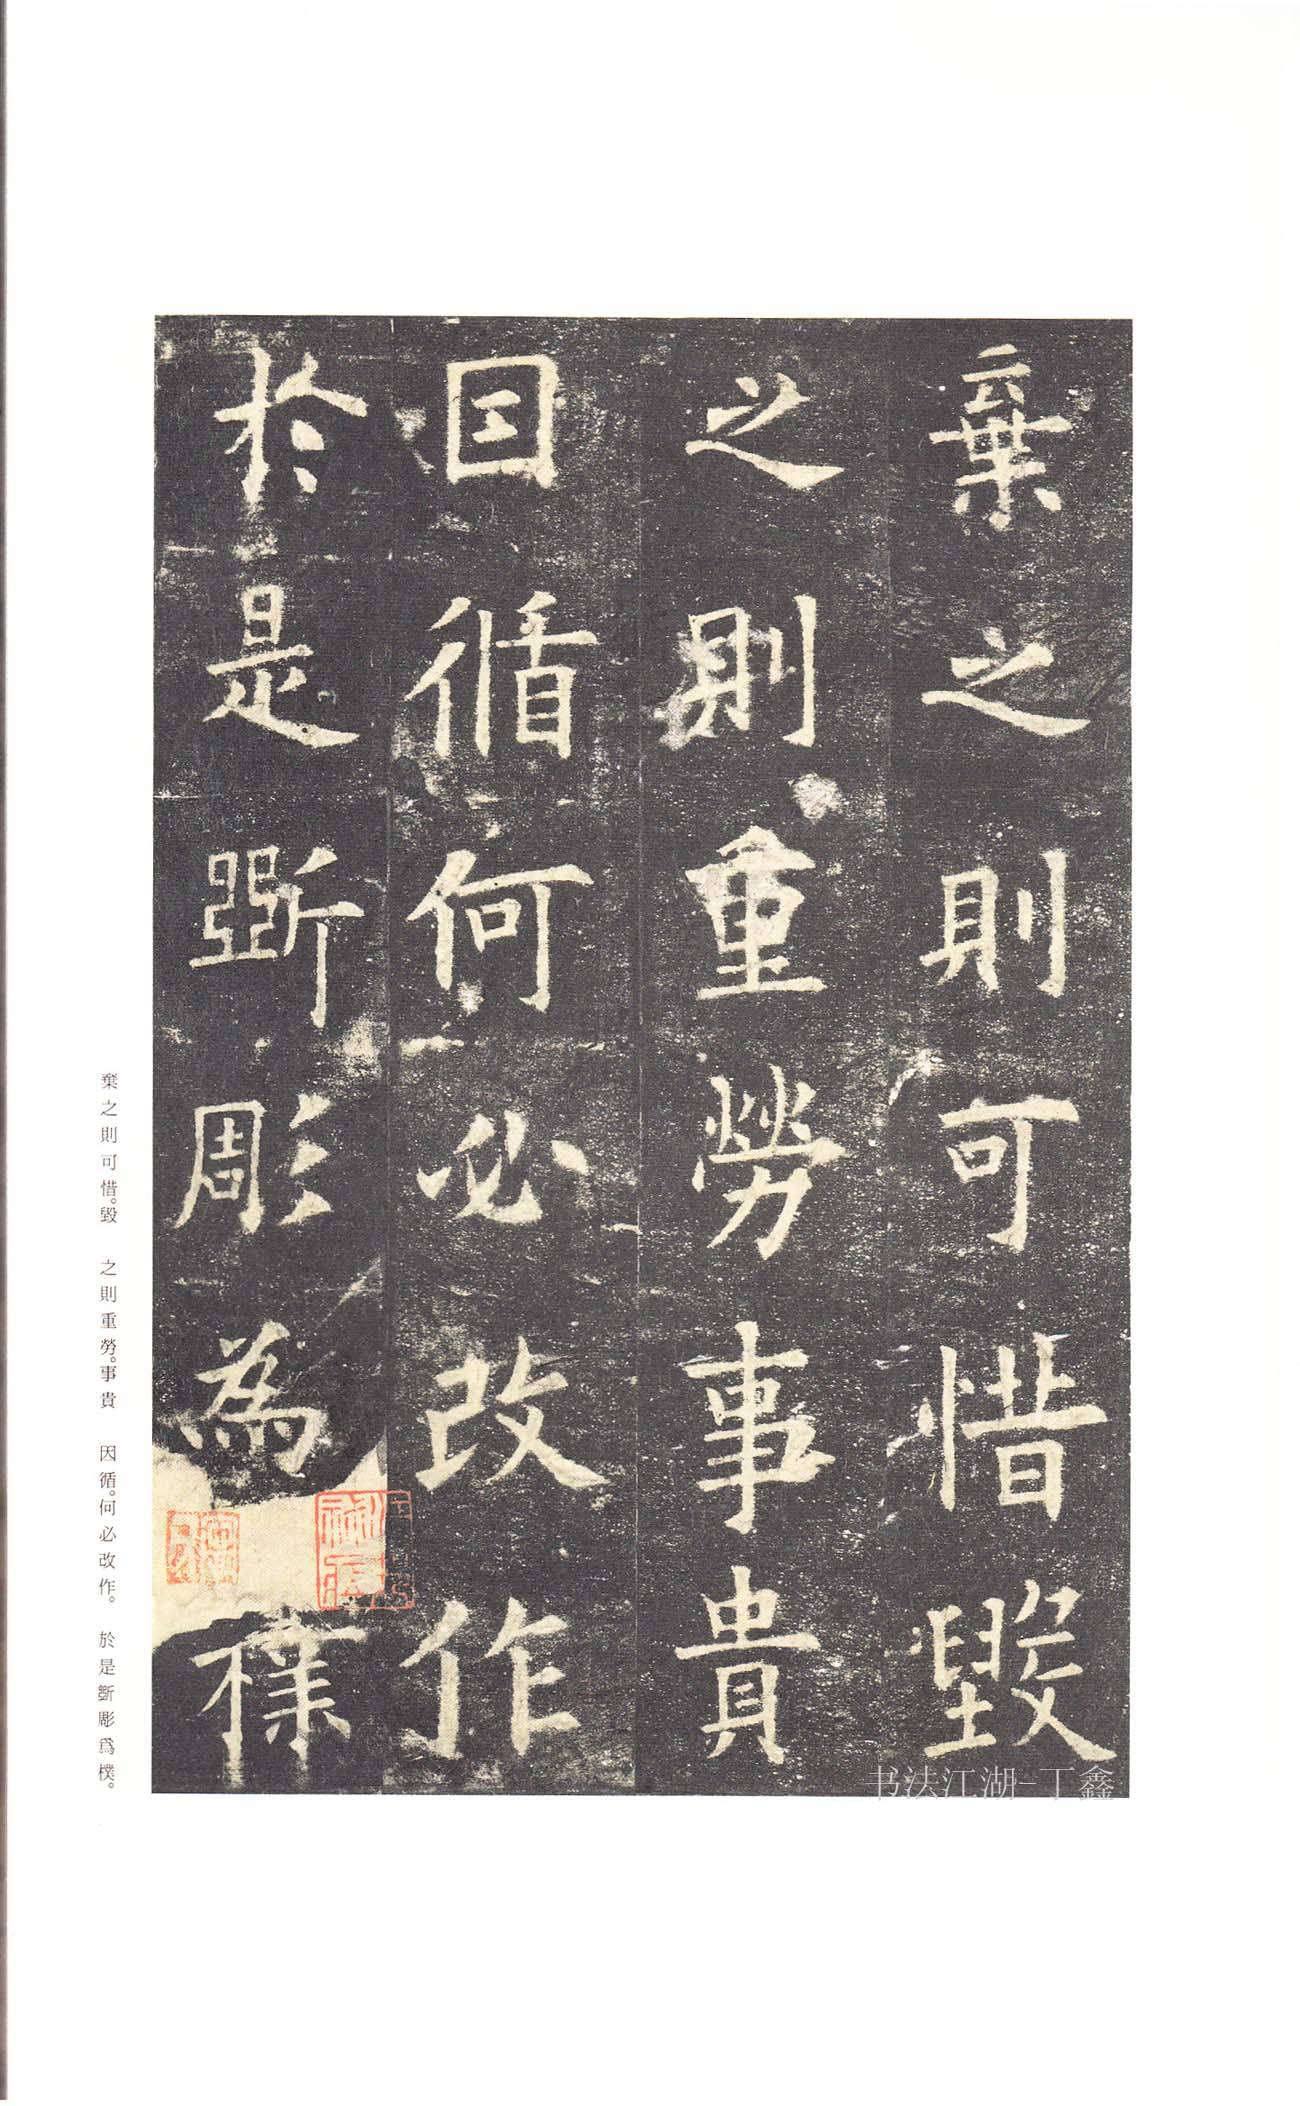 棄之則可惜毀
之則重勞事貴
囙循何必改作
於是斲彫為樸
棄之則可惜。毀　之則重勞。事貴　因循。何必改作。　於是斲彫爲樸。
书法江湖-丁鑫